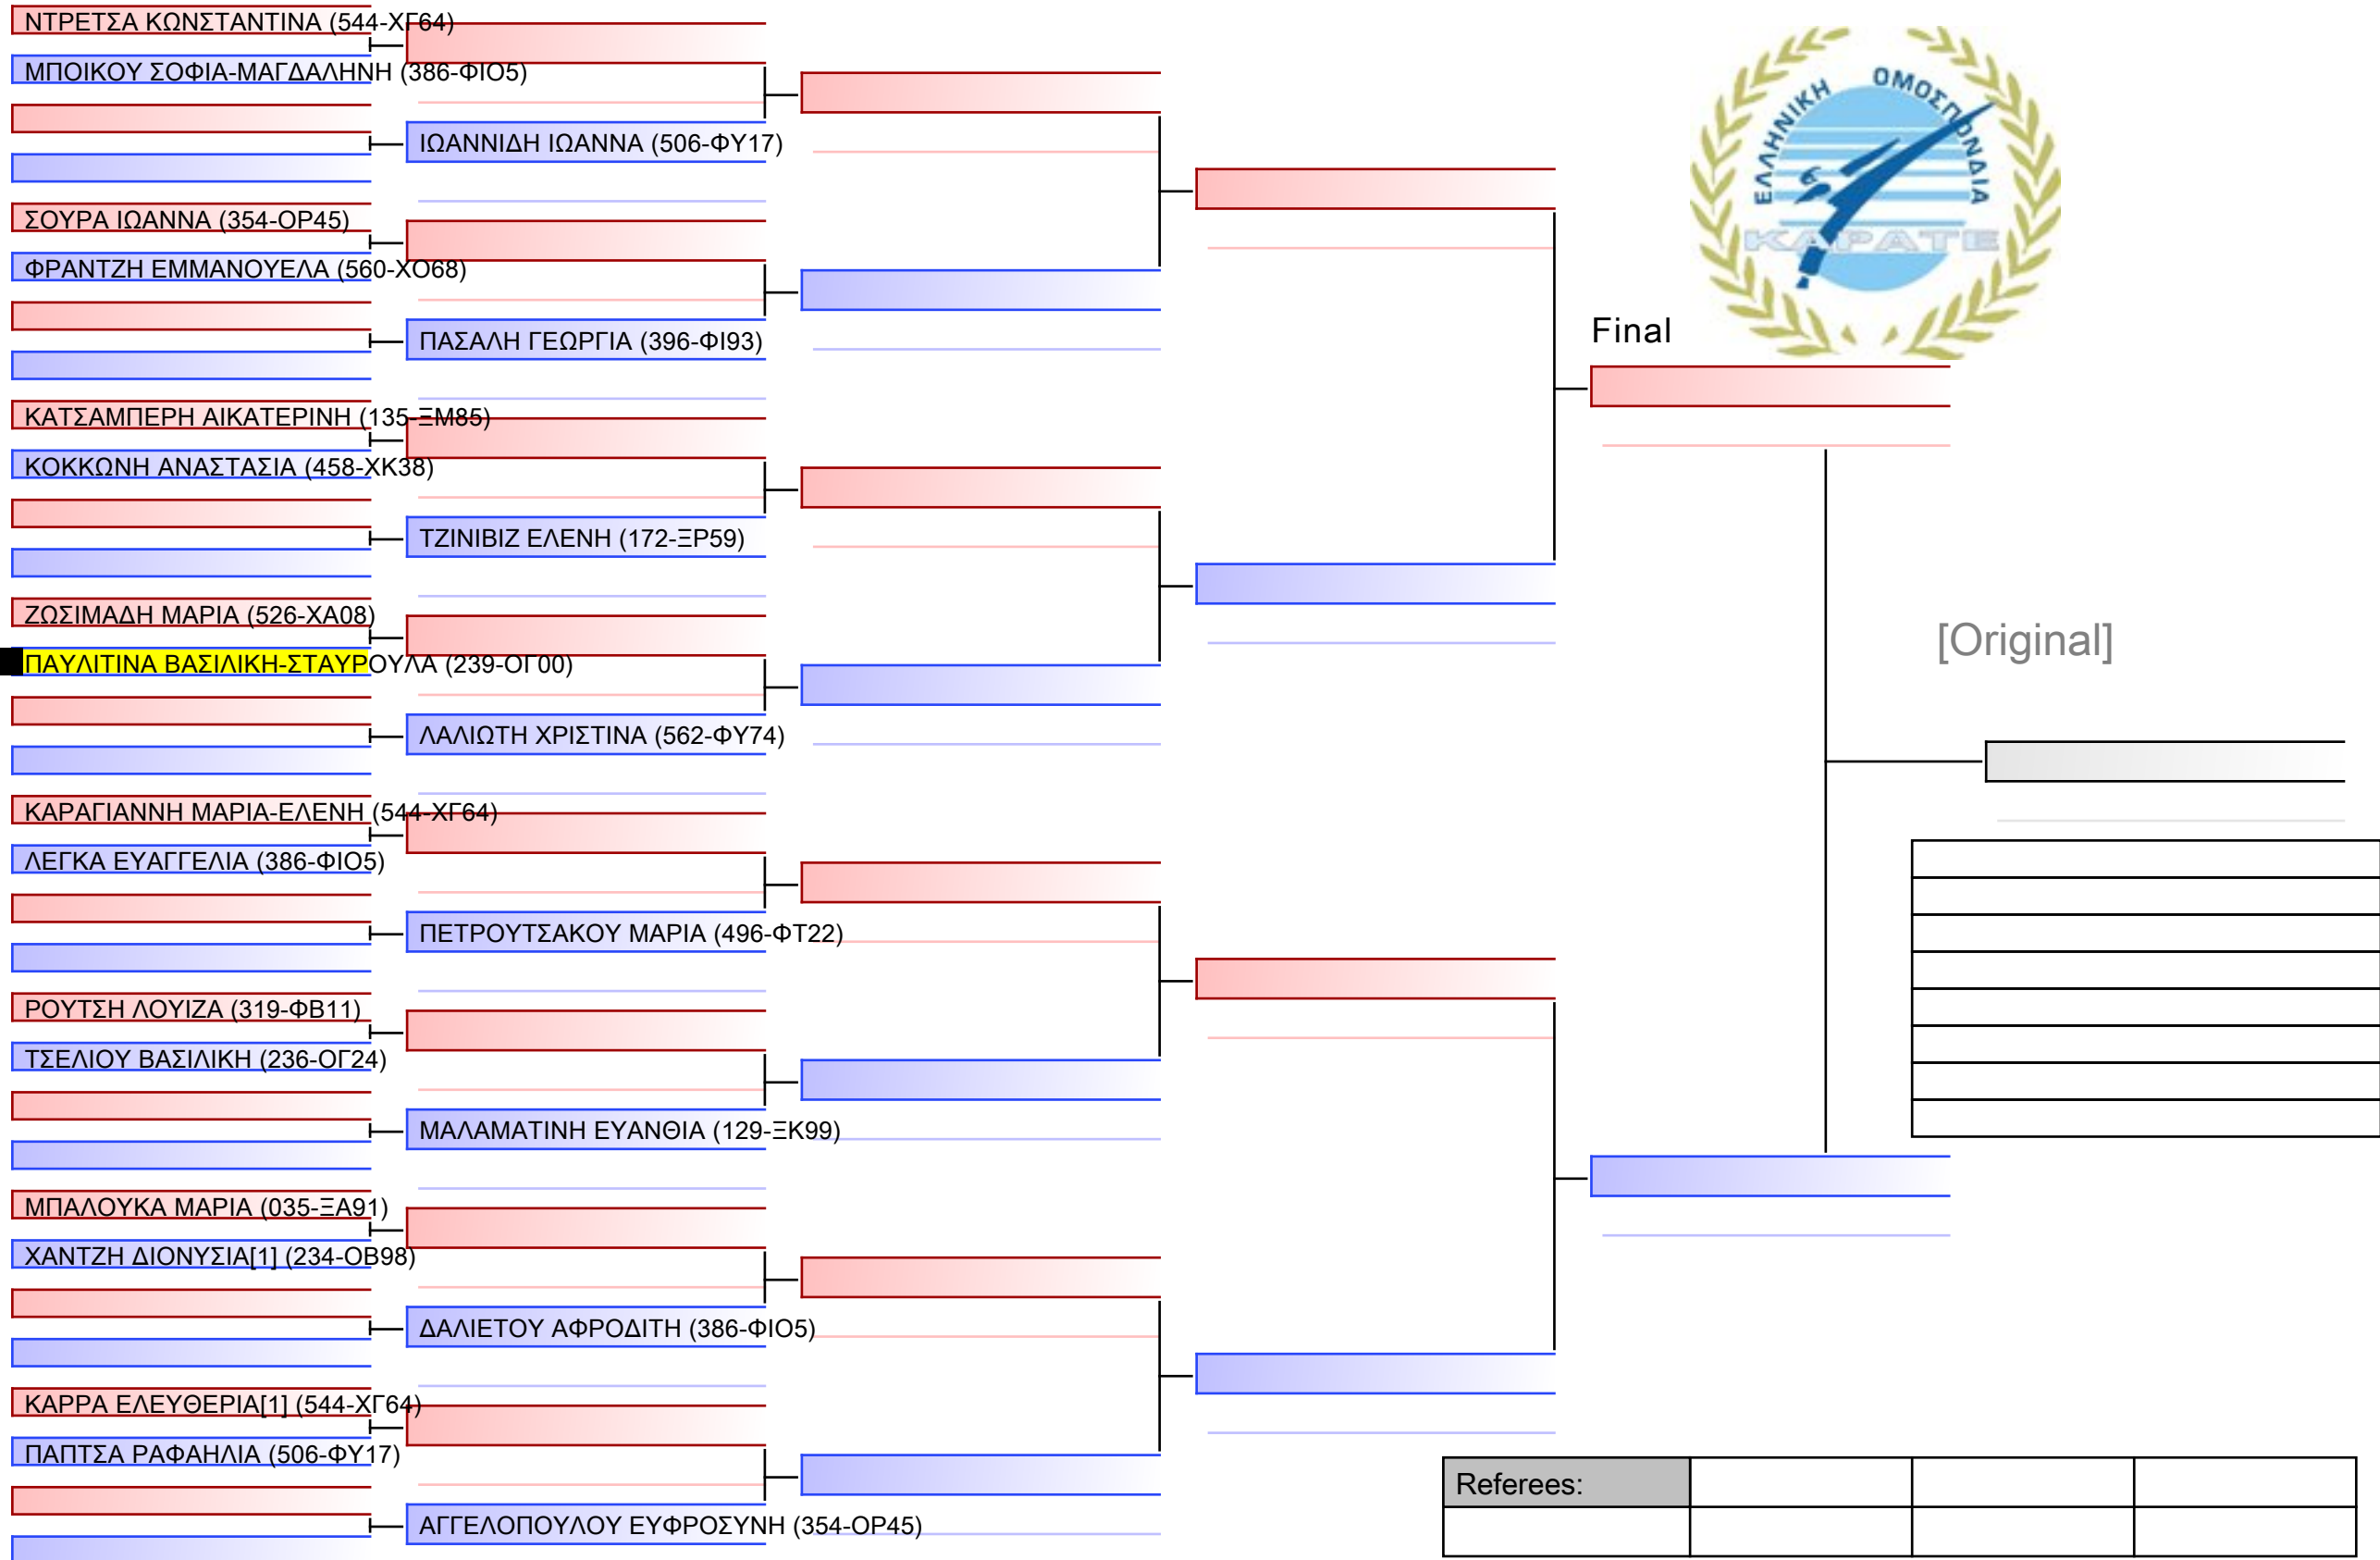 ΝΤΡΕΤΣΑ ΚΩΝΣΤΑΝΤΙΝΑ (544-ΧΓ64)
ΜΠΟΙΚΟΥ ΣΟΦΙΑ-ΜΑΓΔΑΛΗΝΗ (386-ΦΙΟ5)
ΙΩΑΝΝΙΔΗ ΙΩΑΝΝΑ (506-ΦΥ17)
ΣΟΥΡΑ ΙΩΑΝΝΑ (354-ΟΡ45)
ΦΡΑΝΤΖΗ ΕΜΜΑΝΟΥΕΛΑ (560-ΧΟ68)
ΠΑΣΑΛΗ ΓΕΩΡΓΙΑ (396-ΦΙ93)
ΚΑΤΣΑΜΠΕΡΗ ΑΙΚΑΤΕΡΙΝΗ (135-ΞΜ85)
ΚΟΚΚΩΝΗ ΑΝΑΣΤΑΣΙΑ (458-ΧΚ38)
ΤΖΙΝΙΒΙΖ ΕΛΕΝΗ (172-ΞΡ59)
ΖΩΣΙΜΑΔΗ ΜΑΡΙΑ (526-ΧΑ08)
ΠΑΥΛΙΤΙΝΑ ΒΑΣΙΛΙΚΗ-ΣΤΑΥΡΟΥΛΑ (239-ΟΓ00)
ΛΑΛΙΩΤΗ ΧΡΙΣΤΙΝΑ (562-ΦΥ74)
ΚΑΡΑΓΙΑΝΝΗ ΜΑΡΙΑ-ΕΛΕΝΗ (544-ΧΓ64)
ΛΕΓΚΑ ΕΥΑΓΓΕΛΙΑ (386-ΦΙΟ5)
ΠΕΤΡΟΥΤΣΑΚΟΥ ΜΑΡΙΑ (496-ΦΤ22)
ΡΟΥΤΣΗ ΛΟΥΙΖΑ (319-ΦΒ11)
ΤΣΕΛΙΟΥ ΒΑΣΙΛΙΚΗ (236-ΟΓ24)
ΜΑΛΑΜΑΤΙΝΗ ΕΥΑΝΘΙΑ (129-ΞΚ99)
ΜΠΑΛΟΥΚΑ ΜΑΡΙΑ (035-ΞΑ91)
ΧΑΝΤΖΗ ΔΙΟΝΥΣΙΑ[1] (234-ΟΒ98)
ΔΑΛΙΕΤΟΥ ΑΦΡΟΔΙΤΗ (386-ΦΙΟ5)
ΚΑΡΡΑ ΕΛΕΥΘΕΡΙΑ[1] (544-ΧΓ64)
ΠΑΠΤΣΑ ΡΑΦΑΗΛΙΑ (506-ΦΥ17)
ΑΓΓΕΛΟΠΟΥΛΟΥ ΕΥΦΡΟΣΥΝΗ (354-ΟΡ45)
ΕΛΛΗΝΙΚΗ ΟΜΟΣΠΟΝΔΙΑ
ΚΑΡΑΤΕ
Final
[Original]
Referees: